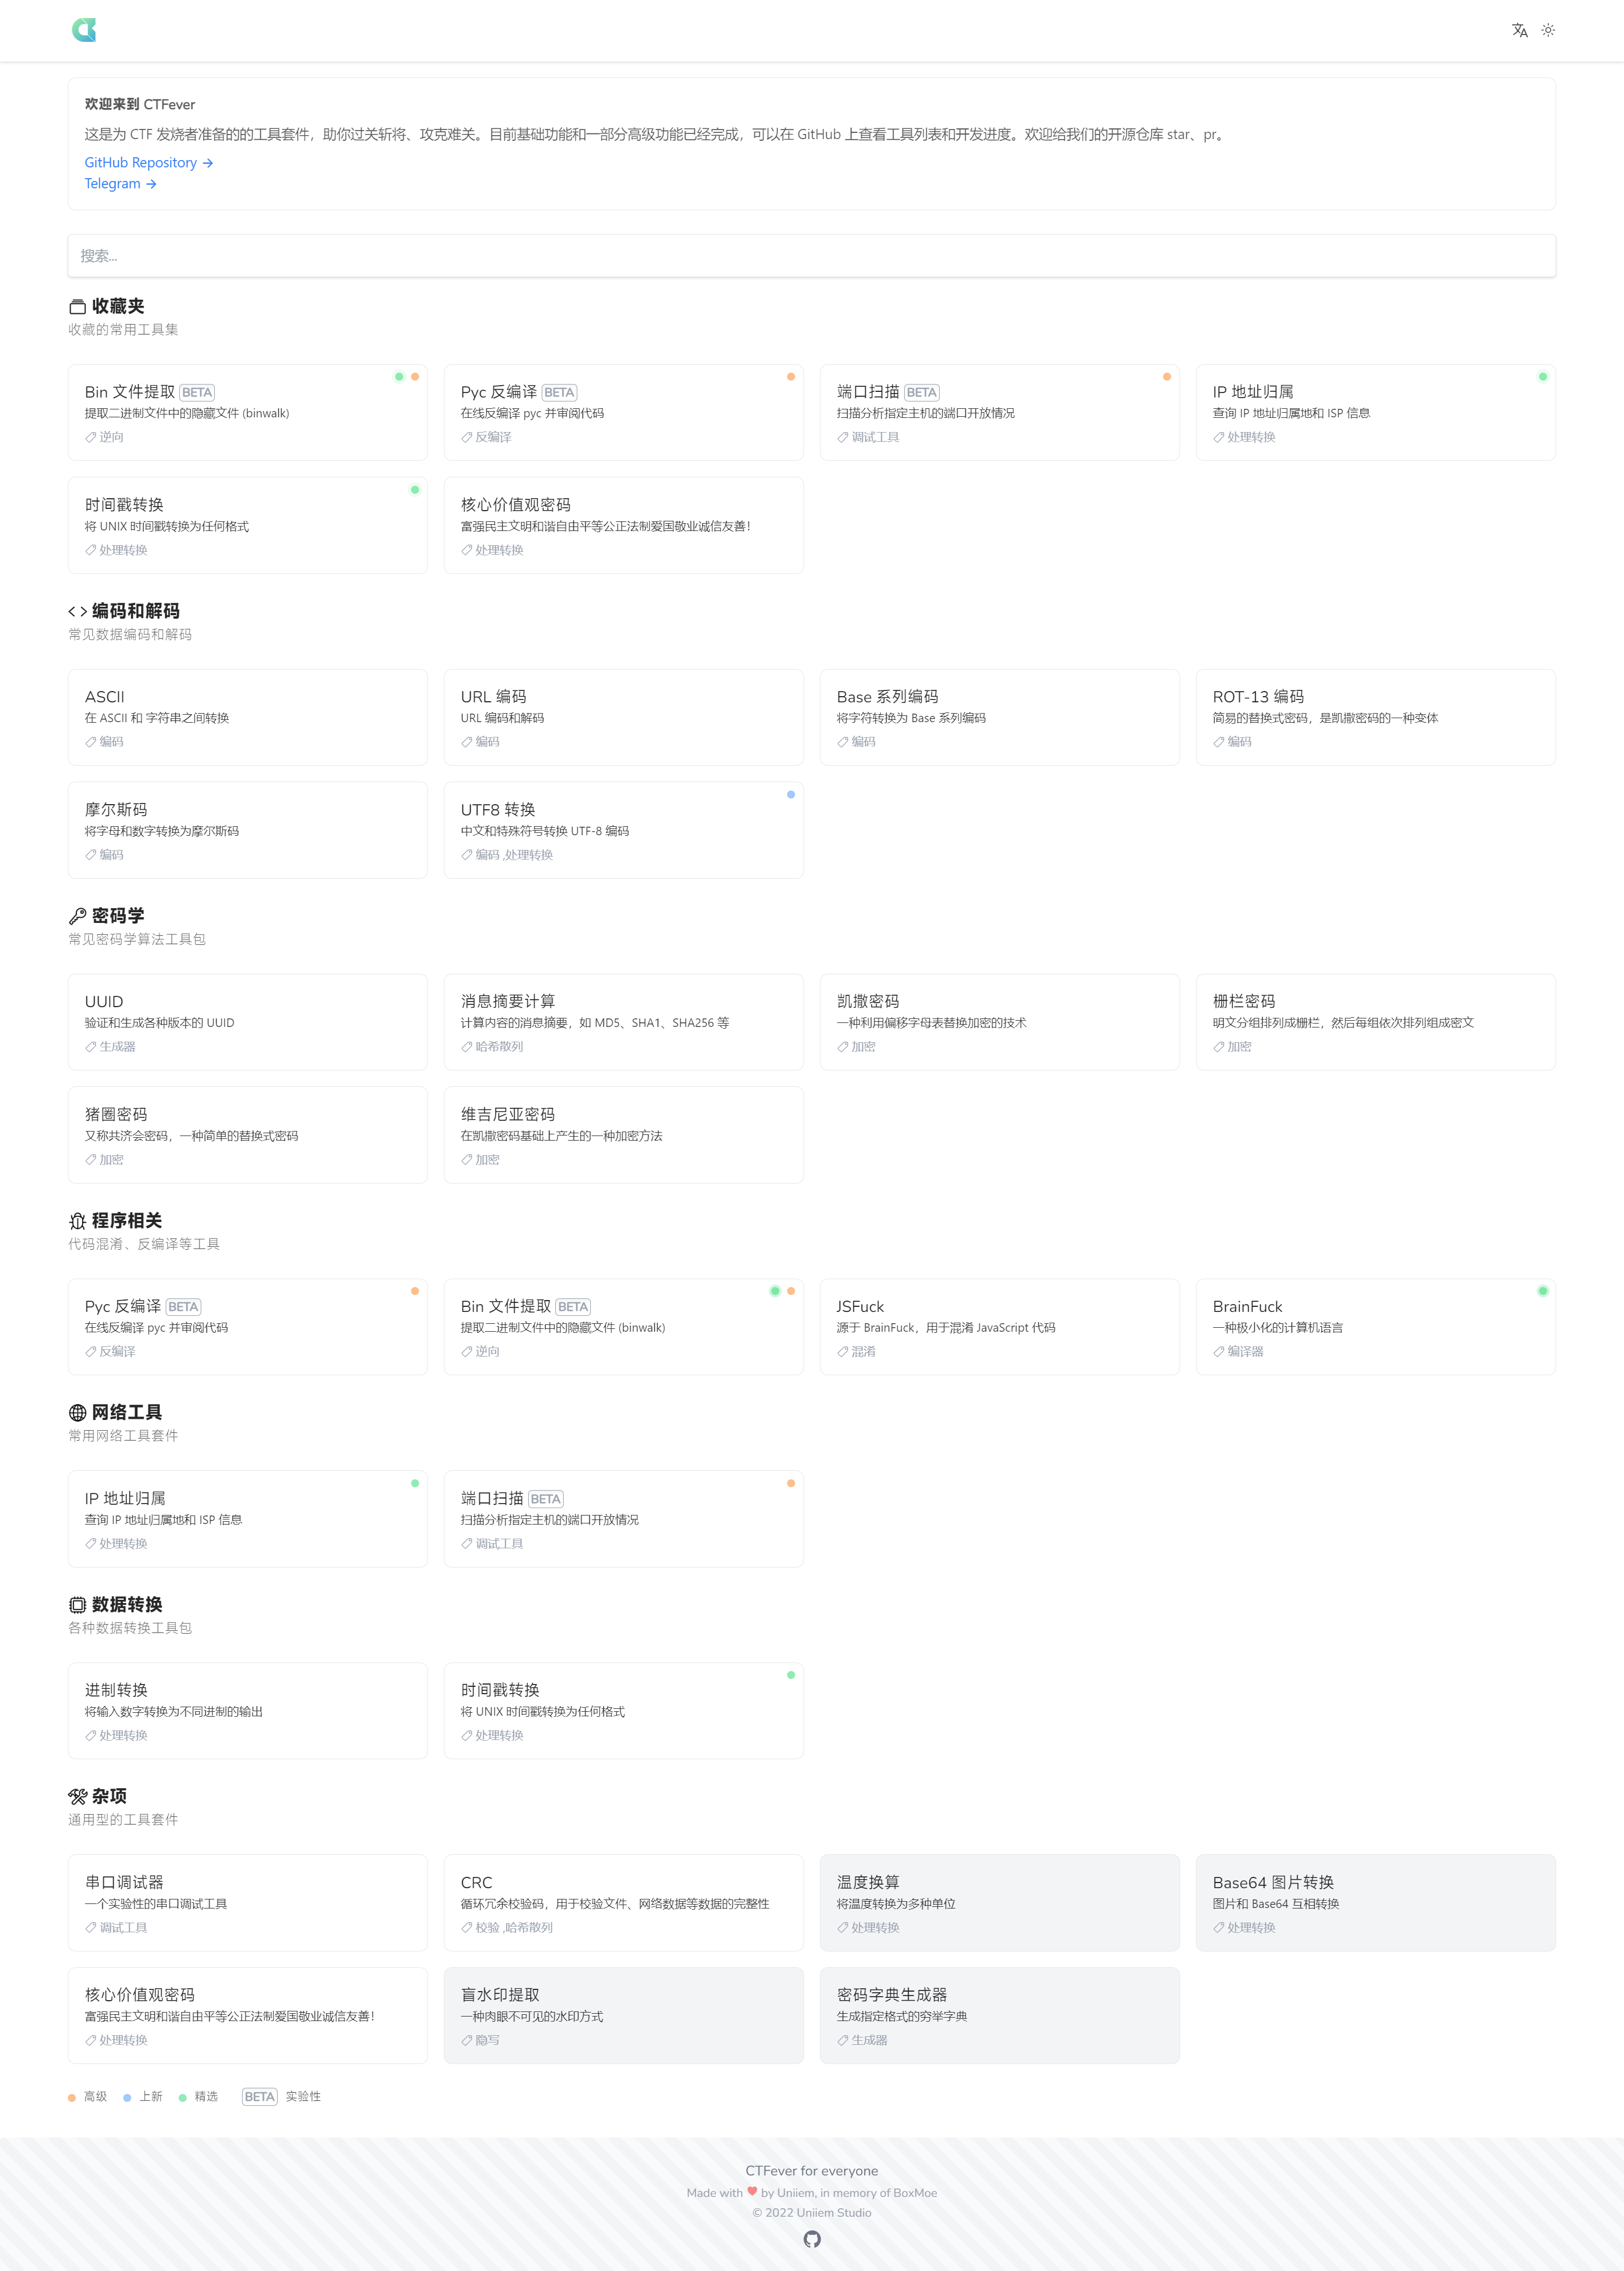 欢迎来到 CTFever
这是为 CTF 发烧者准备的的工具套件，助你过关斩将、攻克难关。目前基础功能和一部分高级功能已经完成，可以在 GitHub 上查看工具列表和开发进度。欢迎给我们的开源仓库 star、pr。
GitHub Repository →
Telegram →
搜索...
收藏夹
收藏的常用工具集
Bin 文件提取 BETA
提取二进制文件中的隐藏文件 (binwalk)
逆向
Pyc 反编译 BETA
在线反编译 pyc 并审阅代码
反编译
端口扫描 BETA
扫描分析指定主机的端口开放情况
调试工具
IP 地址归属
查询 IP 地址归属地和 ISP 信息
处理转换
时间戳转换
将 UNIX 时间戳转换为任何格式
处理转换
核心价值观密码
富强民主文明和谐自由平等公正法制爱国敬业诚信友善！
处理转换
编码和解码
常见数据编码和解码
ASCII
在 ASCII 和 字符串之间转换
编码
URL 编码
URL 编码和解码
编码
Base 系列编码
将字符转换为 Base 系列编码
编码
ROT-13 编码
简易的替换式密码，是凯撒密码的一种变体
编码
摩尔斯码
将字母和数字转换为摩尔斯码
编码
UTF8 转换
中文和特殊符号转换 UTF-8 编码
编码 ,处理转换
密码学
常见密码学算法工具包
UUID
验证和生成各种版本的 UUID
生成器
消息摘要计算
计算内容的消息摘要，如 MD5、SHA1、SHA256 等
哈希散列
凯撒密码
一种利用偏移字母表替换加密的技术
加密
栅栏密码
明文分组排列成栅栏，然后每组依次排列组成密文
加密
猪圈密码
又称共济会密码，一种简单的替换式密码
加密
维吉尼亚密码
在凯撒密码基础上产生的一种加密方法
加密
程序相关
代码混淆、反编译等工具
Pyc 反编译 BETA
在线反编译 pyc 并审阅代码
反编译
Bin 文件提取 BETA
提取二进制文件中的隐藏文件 (binwalk)
逆向
JSFuck
源于 BrainFuck，用于混淆 JavaScript 代码
混淆
BrainFuck
一种极小化的计算机语言
编译器
网络工具
常用网络工具套件
IP 地址归属
查询 IP 地址归属地和 ISP 信息
处理转换
端口扫描 BETA
扫描分析指定主机的端口开放情况
调试工具
数据转换
各种数据转换工具包
进制转换
将输入数字转换为不同进制的输出
处理转换
时间戳转换
将 UNIX 时间戳转换为任何格式
处理转换
杂项
通用型的工具套件
串口调试器
一个实验性的串口调试工具
调试工具
CRC
循环冗余校验码，用于校验文件、网络数据等数据的完整性
校验 ,哈希散列
温度换算
将温度转换为多种单位
处理转换
Base64 图片转换
图片和 Base64 互相转换
处理转换
核心价值观密码
富强民主文明和谐自由平等公正法制爱国敬业诚信友善！
处理转换
盲水印提取
一种肉眼不可见的水印方式
隐写
密码字典生成器
生成指定格式的穷举字典
生成器
高级 上新 精选 BETA 实验性
CTFever for everyone
Made with ❤ by Uniiem, in memory of BoxMoe
© 2022 Uniiem Studio